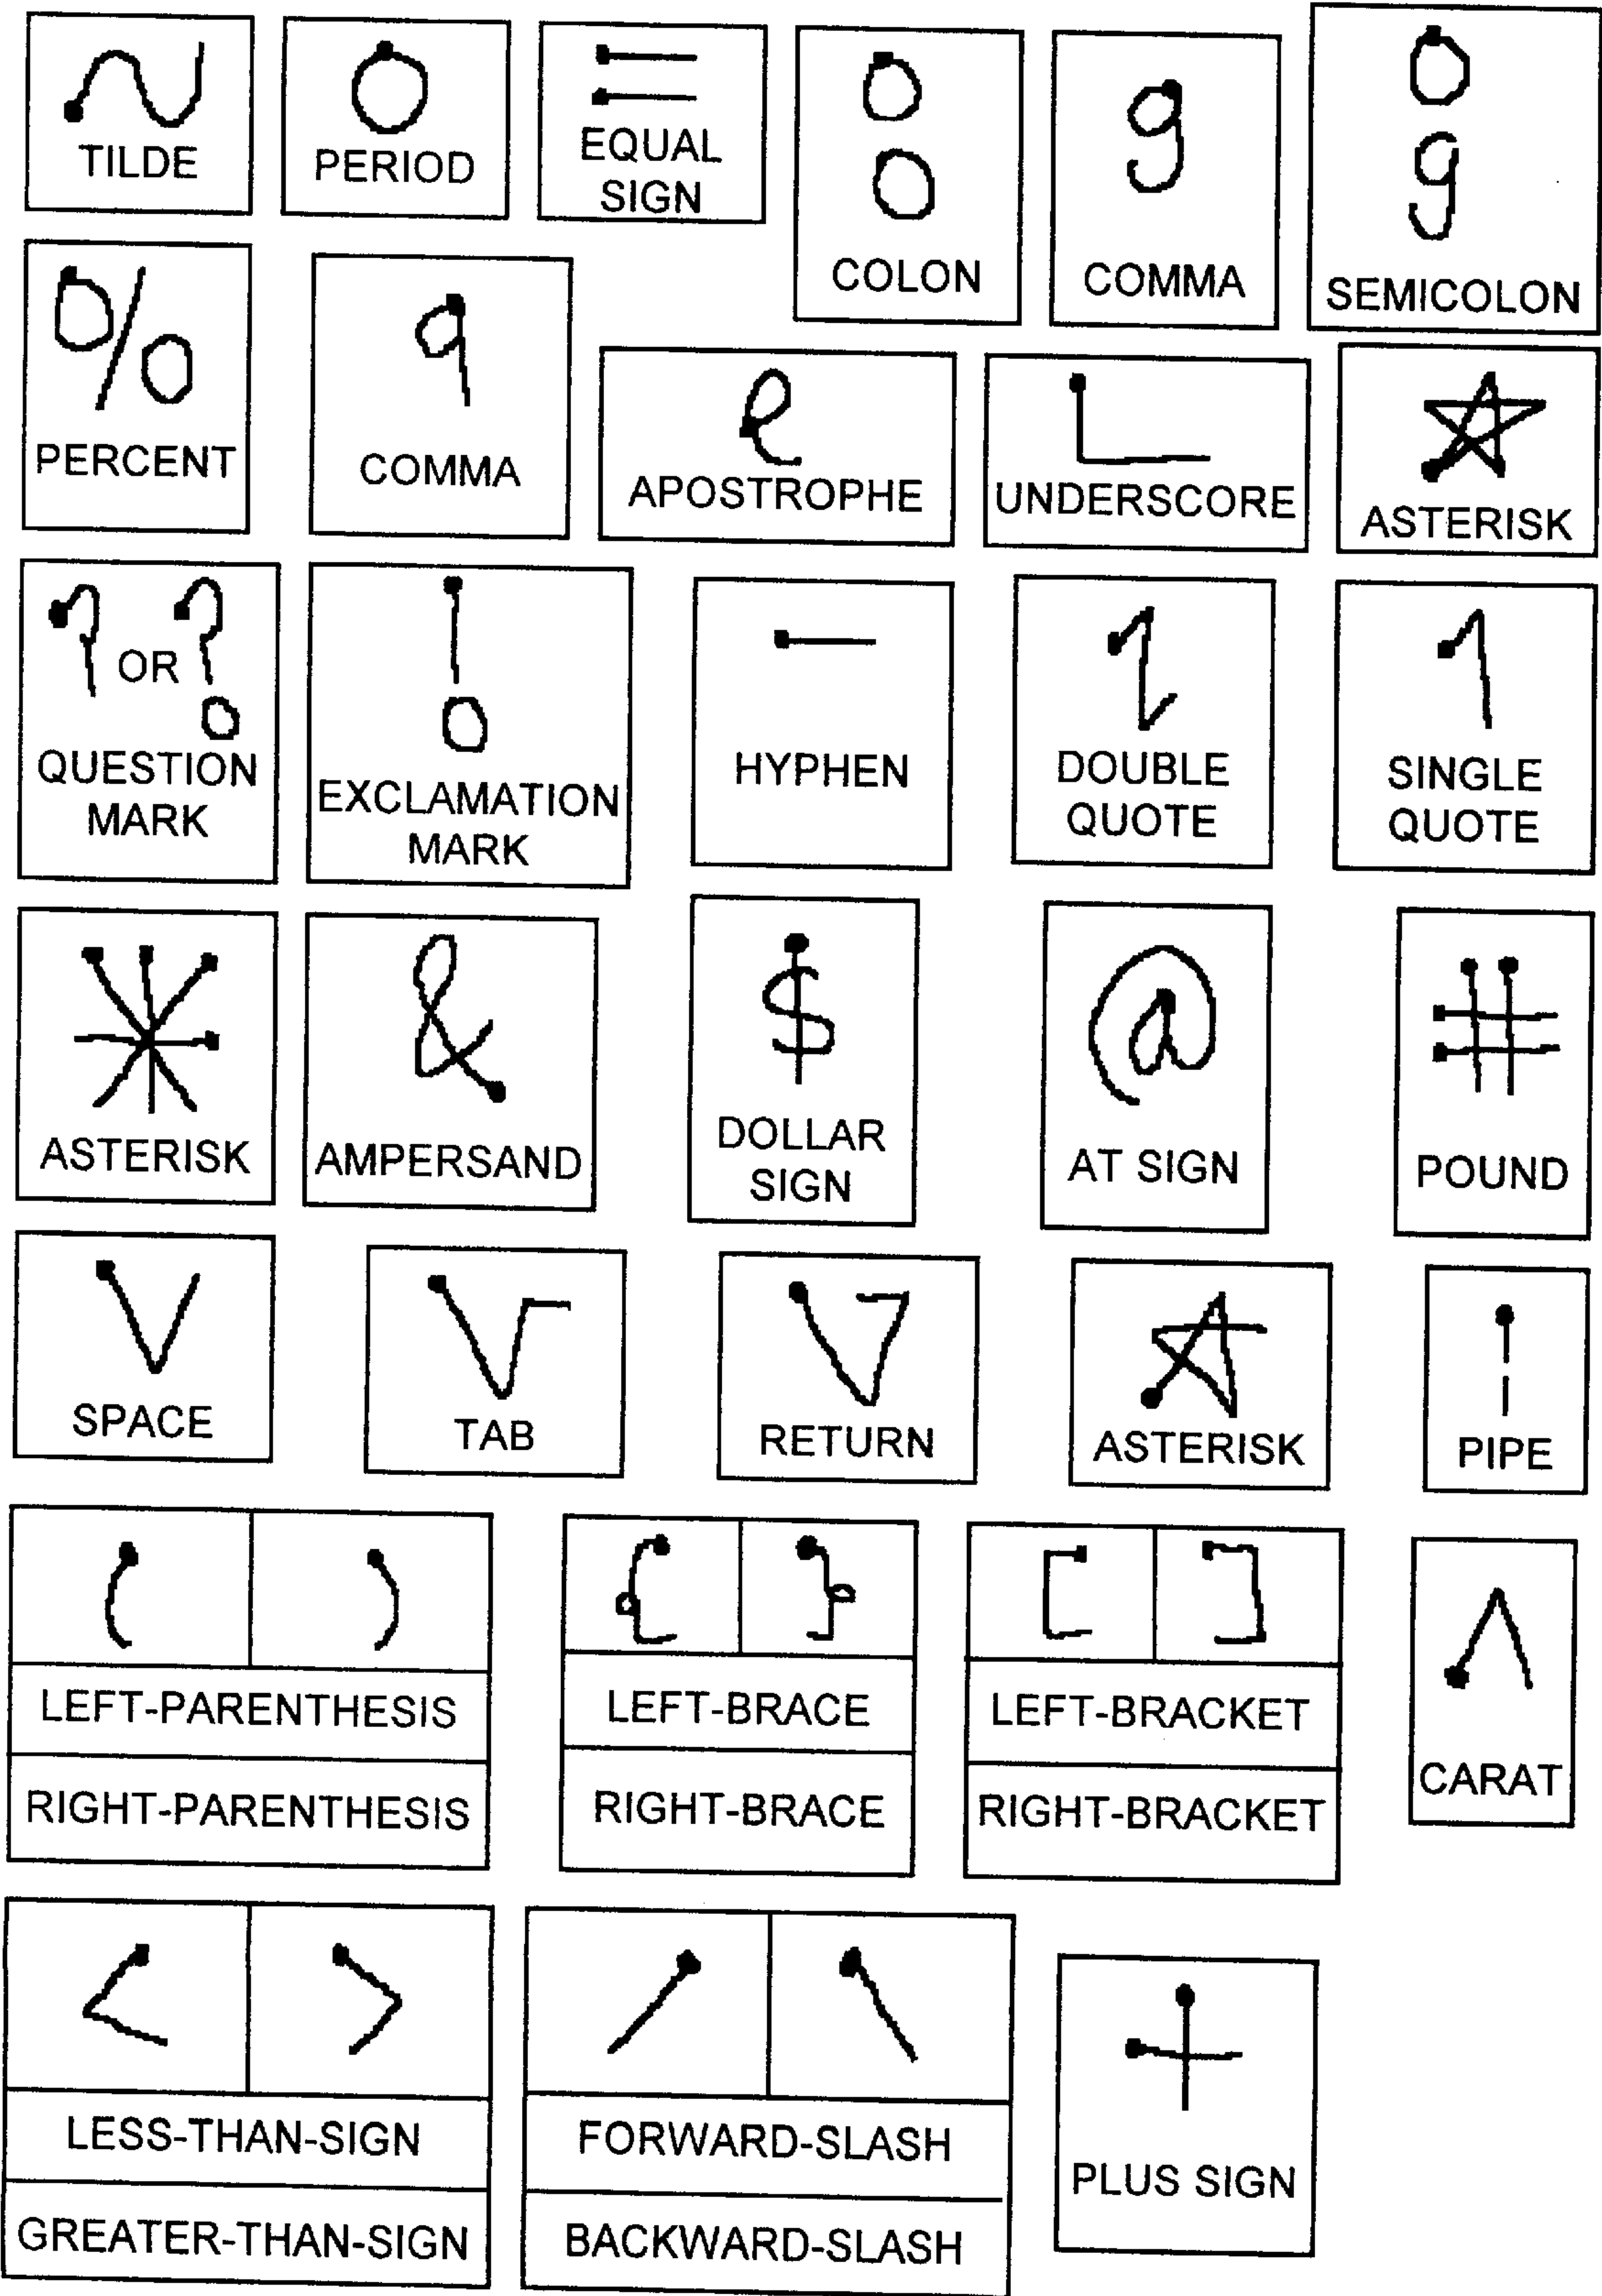 TILDE
PERIOD
EQUAL
SIGN
COLON
COMMA
SEMICOLON
PERCENT
COMMA
APOSTROPHE
UNDERSCORE
ASTERISK
OR
QUESTION
MARK
EXCLAMATION
MARK
HYPHEN
DOUBLE
QUOTE
SINGLE
QUOTE
ASTERISK
AMPERSAND
DOLLAR
SIGN
AT SIGN
POUND
SPACE
TAB
RETURN
ASTERISK
PIPE
LEFT-PARENTHESIS
RIGHT-PARENTHESIS
LEFT-BRACE
RIGHT-BRACE
LEFT-BRACKET
RIGHT-BRACKET
CARAT
LESS-THAN-SIGN
GREATER-THAN-SIGN
FORWARD-SLASH
BACKWARD-SLASH
PLUS SIGN